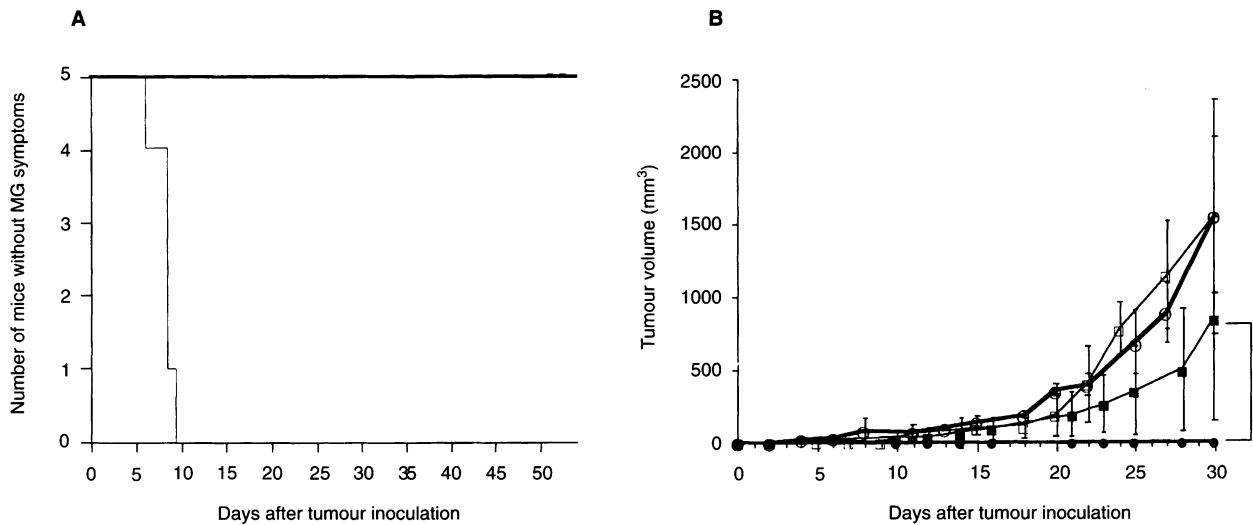 A
Number of mice without MG symptoms
5
4
3
2
1
0
0 5 10 15 20 25 30 35 40 45 50
Days after tumour inoculation
B
Tumour volume (mm³)
2500
2000
1500
1000
500
0
0 5 10 15 20 25 30
Days after tumour inoculation